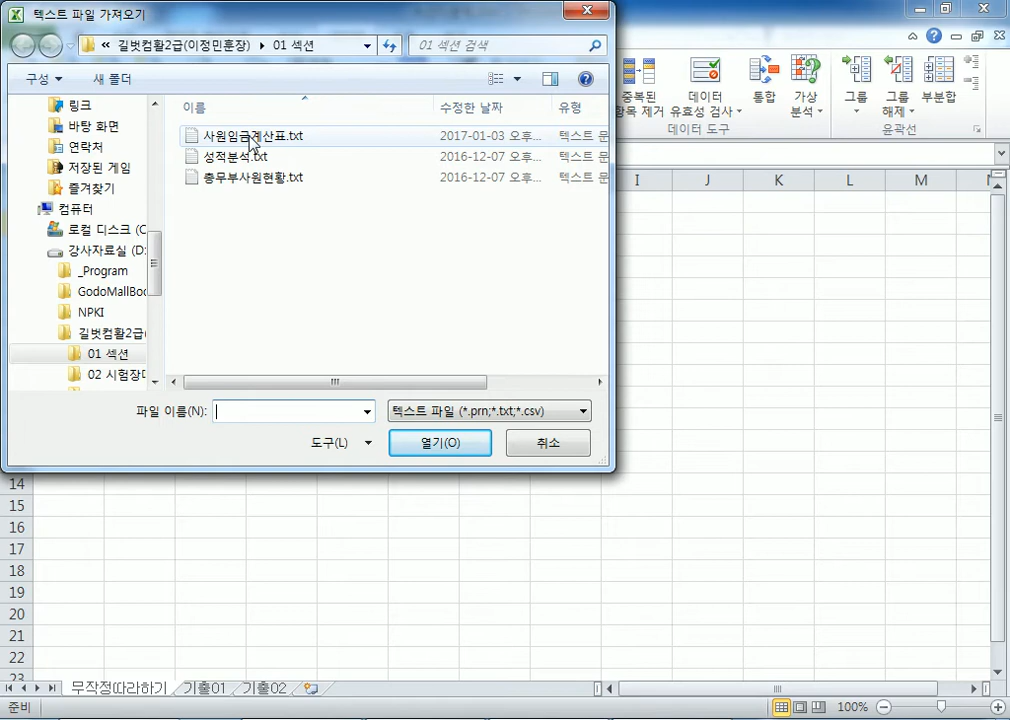 텍스트 파일 가져오기
« 길벗컴활2급(이정민훈장) ▸ 01 섹션
01 섹션 검색
구성 새 폴더
이름 수정한 날짜 유형
사원임금계산표.txt 2017-01-03 오후... 텍스트 문
성적분석.txt 2016-12-07 오후... 텍스트 문
총무부사원현황.txt 2016-12-07 오후... 텍스트 문
링크
바탕 화면
연락처
저장된 게임
즐겨찾기
컴퓨터
로컬 디스크 (C
강사자료실 (D:
_Program
GodoMallBoo
NPKI
길벗컴활2급(
01 섹션
02 시험장
파일 이름(N):
텍스트 파일 (*.prn;*.txt;*.csv)
도구(L) 열기(O) 취소
중복된 항목 제거
데이터 유효성 검사
통합
가상 분석
데이터 도구
그룹
그룹 해제
부분합
윤곽선
I J K L M
14
15
16
17
18
19
20
21
22
23
무작정따라하기 기출01 기출02
준비
100%